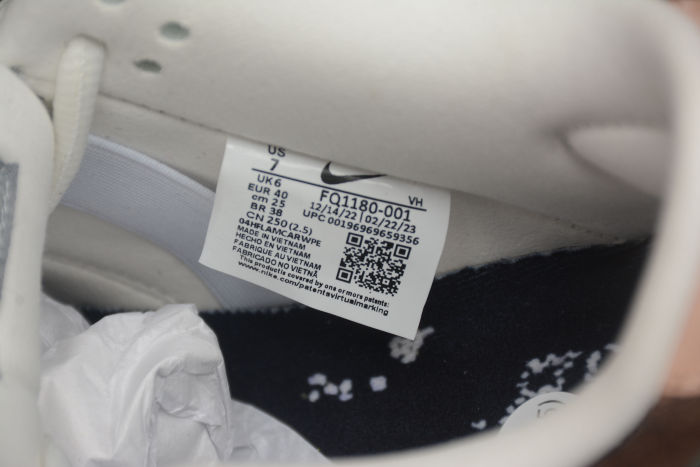 US
7
UK 6
EUR 40
cm 25
BR 38
CN 250 (2.5)
VH
FQ1180-001
12/14/22 | 02/22/23
UPC 00196969659356
04HFLAMCARWPE
MADE IN VIETNAM
HECHO EN VIETNAM
FABRIQUE AU VIETNAM
FABRICADO NO VIETNÃ
This product is covered by one or more patents:
www.nike.com/patentsvirtualmarking